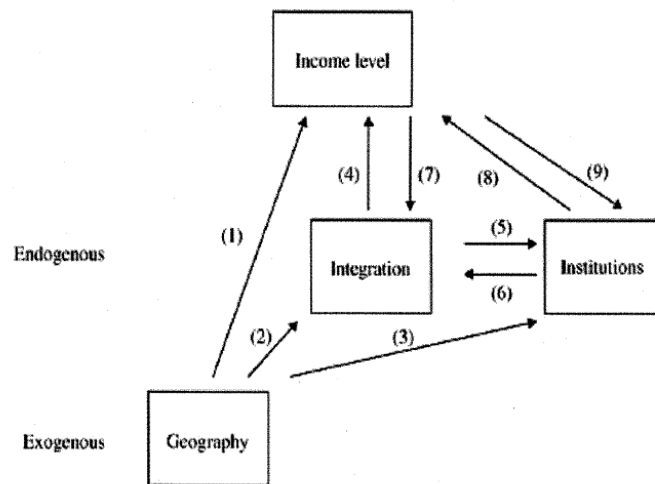 Income level
(4)
(7)
(8)
(9)
(1)
(5)
Endogenous
Integration
Institutions
(6)
(2)
(3)
Exogenous
Geography